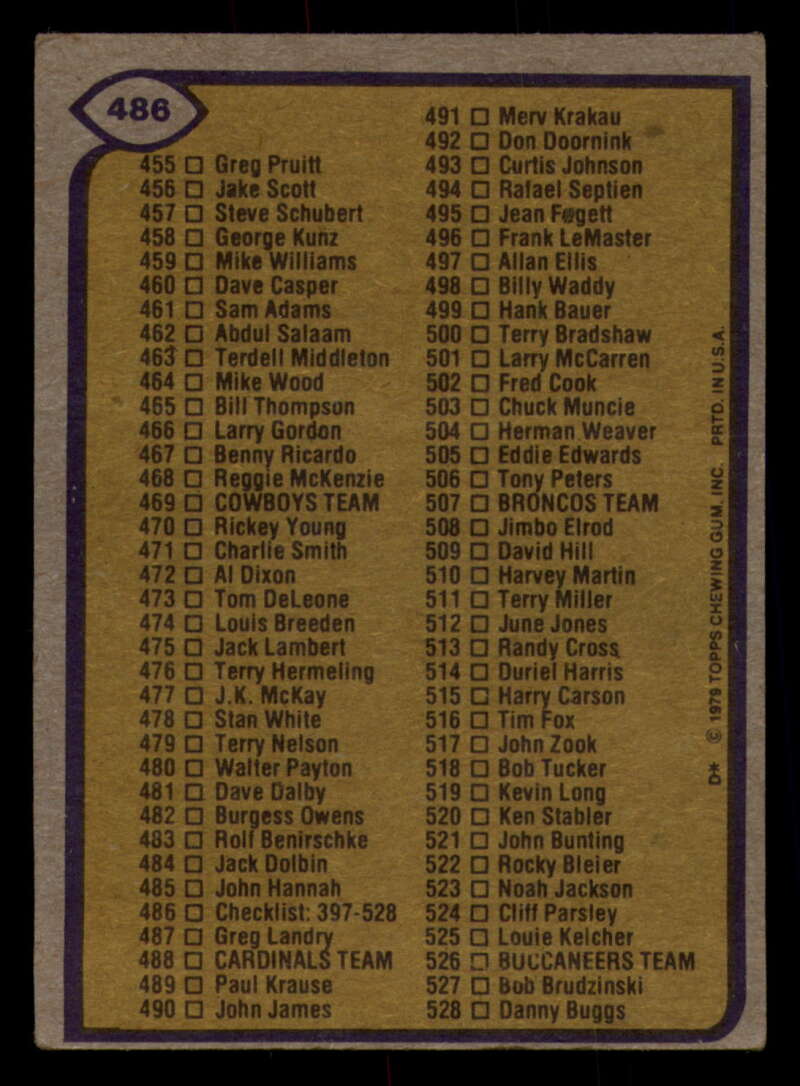 486
455 □ Greg Pruitt
456 □ Jake Scott
457 □ Steve Schubert
458 □ George Kunz
459 □ Mike Williams
460 □ Dave Casper
461 □ Sam Adams
462 □ Abdul Salaam
463 □ Terdell Middleton
464 □ Mike Wood
465 □ Bill Thompson
466 □ Larry Gordon
467 □ Benny Ricardo
468 □ Reggie McKenzie
469 □ COWBOYS TEAM
470 □ Rickey Young
471 □ Charlie Smith
472 □ Al Dixon
473 □ Tom DeLeone
474 □ Louis Breeden
475 □ Jack Lambert
476 □ Terry Hermeling
477 □ J.K. McKay
478 □ Stan White
479 □ Terry Nelson
480 □ Walter Payton
481 □ Dave Dalby
482 □ Burgess Owens
483 □ Rolf Benirschke
484 □ Jack Dolbin
485 □ John Hannah
486 □ Checklist: 397-528
487 □ Greg Landry
488 □ CARDINALS TEAM
489 □ Paul Krause
490 □ John James
491 □ Merv Krakau
492 □ Don Doornink
493 □ Curtis Johnson
494 □ Rafael Septien
495 □ Jean Fugett
496 □ Frank LeMaster
497 □ Allan Ellis
498 □ Billy Waddy
499 □ Hank Bauer
500 □ Terry Bradshaw
501 □ Larry McCarren
502 □ Fred Cook
503 □ Chuck Muncie
504 □ Herman Weaver
505 □ Eddie Edwards
506 □ Tony Peters
507 □ BRONCOS TEAM
508 □ Jimbo Elrod
509 □ David Hill
510 □ Harvey Martin
511 □ Terry Miller
512 □ June Jones
513 □ Randy Cross
514 □ Duriel Harris
515 □ Harry Carson
516 □ Tim Fox
517 □ John Zook
518 □ Bob Tucker
519 □ Kevin Long
520 □ Ken Stabler
521 □ John Bunting
522 □ Rocky Bleier
523 □ Noah Jackson
524 □ Cliff Parsley
525 □ Louie Kelcher
526 □ BUCCANEERS TEAM
527 □ Bob Brudzinski
528 □ Danny Buggs
D* © 1979 TOPPS CHEWING GUM, INC. PRTD. IN U.S.A.